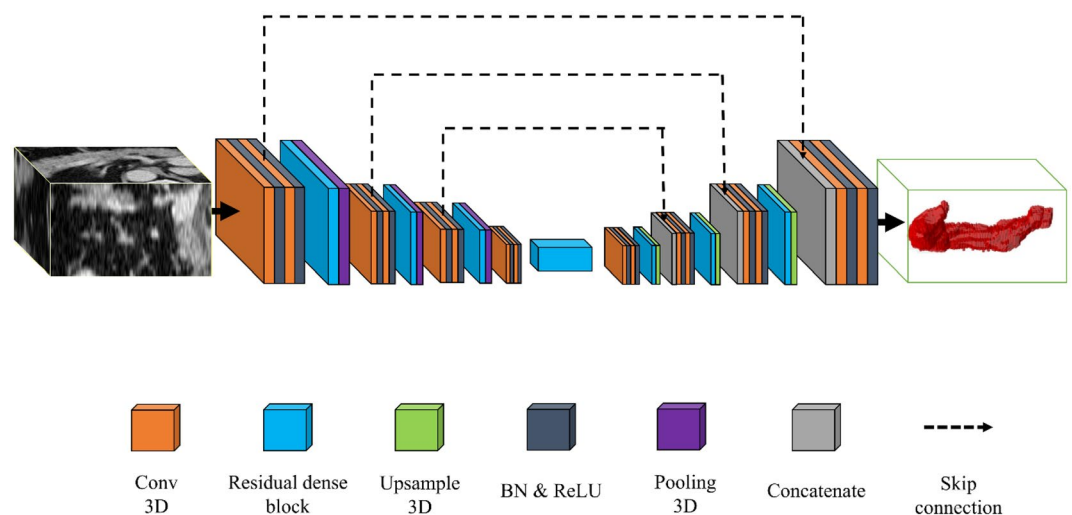 Conv
3D
Residual dense
block
Upsample
3D
BN & ReLU
Pooling
3D
Concatenate
Skip
connection